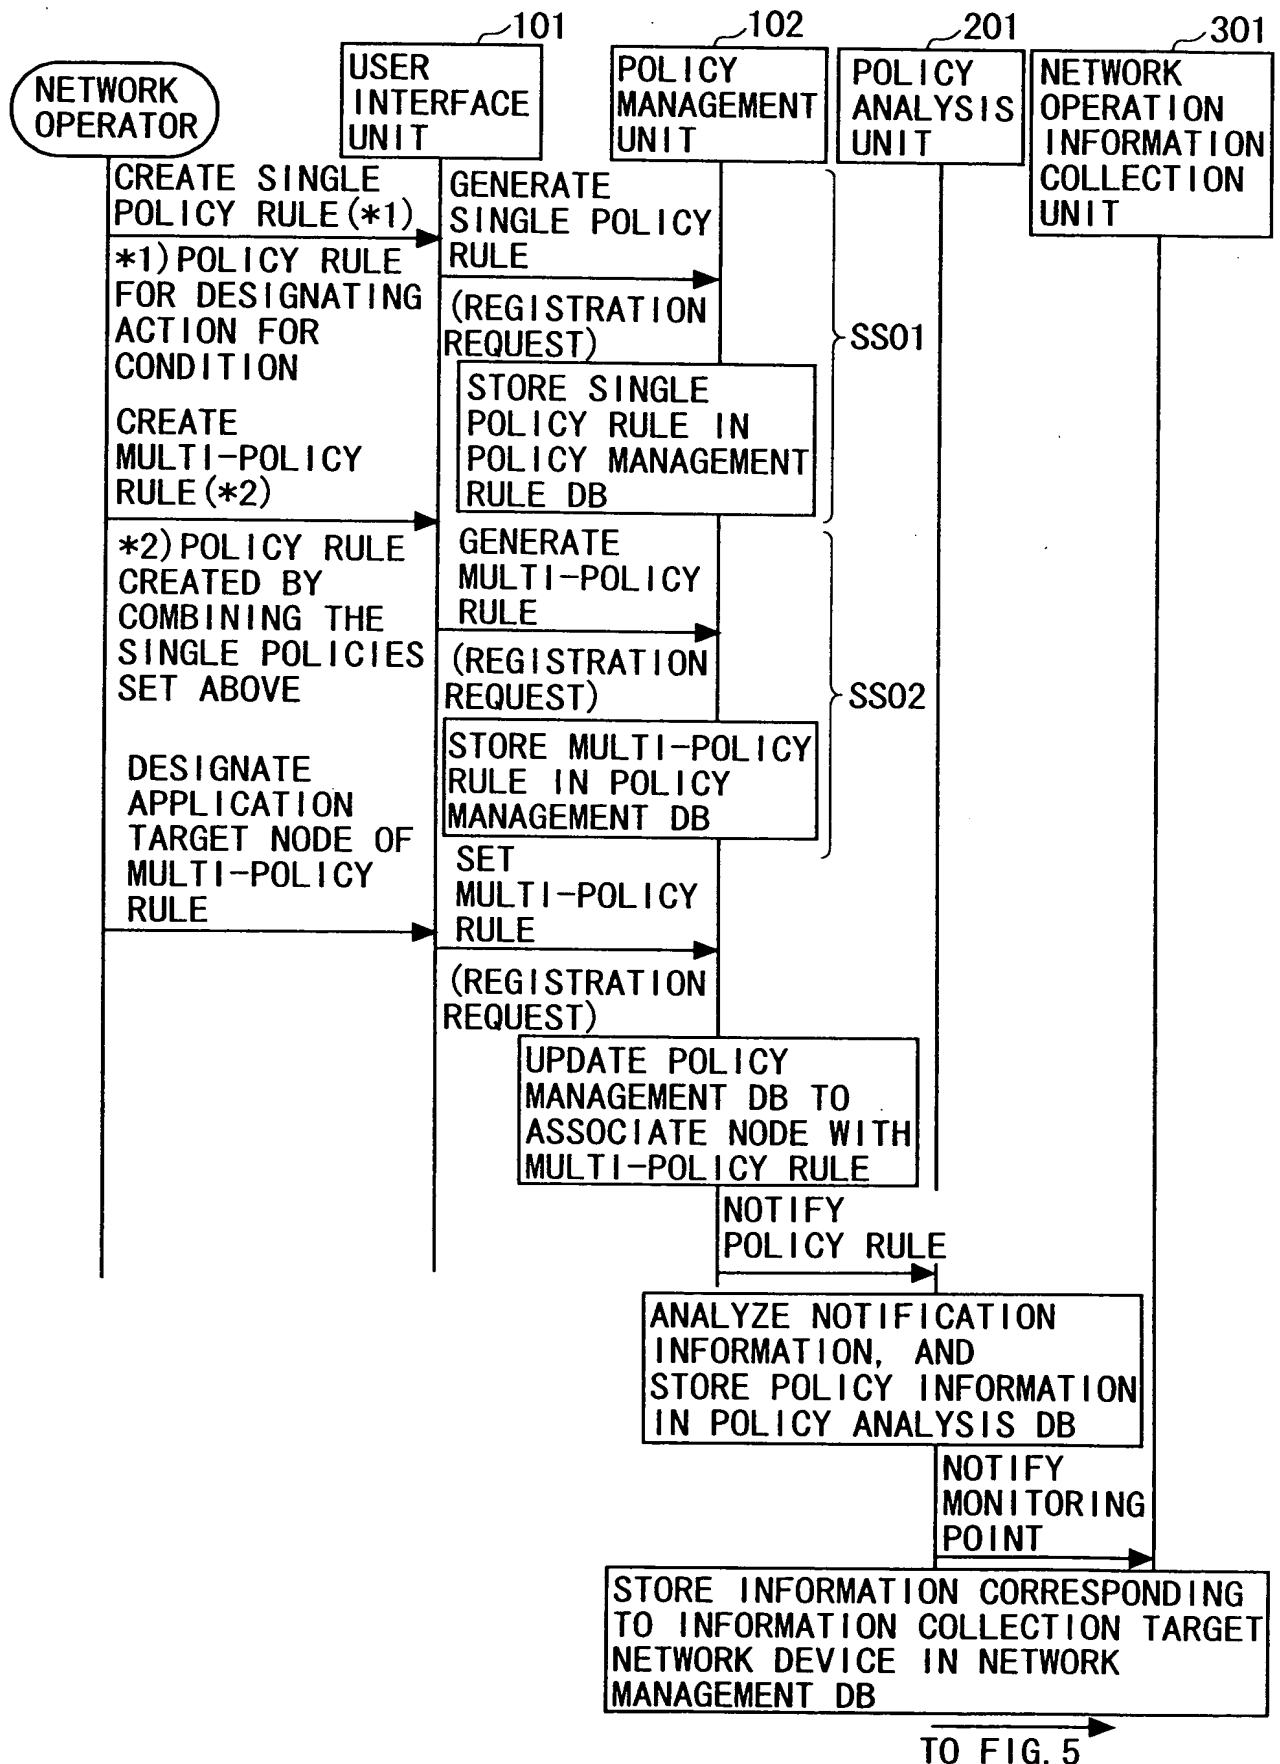 101
102
201
301
NETWORK
OPERATOR
USER
INTERFACE
UNIT
POLICY
MANAGEMENT
UNIT
POLICY
ANALYSIS
UNIT
NETWORK
OPERATION
INFORMATION
COLLECTION
UNIT
CREATE SINGLE
POLICY RULE(*1)
GENERATE
SINGLE POLICY
RULE
*1)POLICY RULE
FOR DESIGNATING
ACTION FOR
CONDITION
(REGISTRATION
REQUEST)
SS01
STORE SINGLE
POLICY RULE IN
POLICY MANAGEMENT
RULE DB
CREATE
MULTI-POLICY
RULE(*2)
*2)POLICY RULE
CREATED BY
COMBINING THE
SINGLE POLICIES
SET ABOVE
GENERATE
MULTI-POLICY
RULE
(REGISTRATION
REQUEST)
SS02
STORE MULTI-POLICY
RULE IN POLICY
MANAGEMENT DB
DESIGNATE
APPLICATION
TARGET NODE OF
MULTI-POLICY
RULE
SET
MULTI-POLICY
RULE
(REGISTRATION
REQUEST)
UPDATE POLICY
MANAGEMENT DB TO
ASSOCIATE NODE WITH
MULTI-POLICY RULE
NOTIFY
POLICY RULE
ANALYZE NOTIFICATION
INFORMATION, AND
STORE POLICY INFORMATION
IN POLICY ANALYSIS DB
NOTIFY
MONITORING
POINT
STORE INFORMATION CORRESPONDING
TO INFORMATION COLLECTION TARGET
NETWORK DEVICE IN NETWORK
MANAGEMENT DB
TO FIG.5